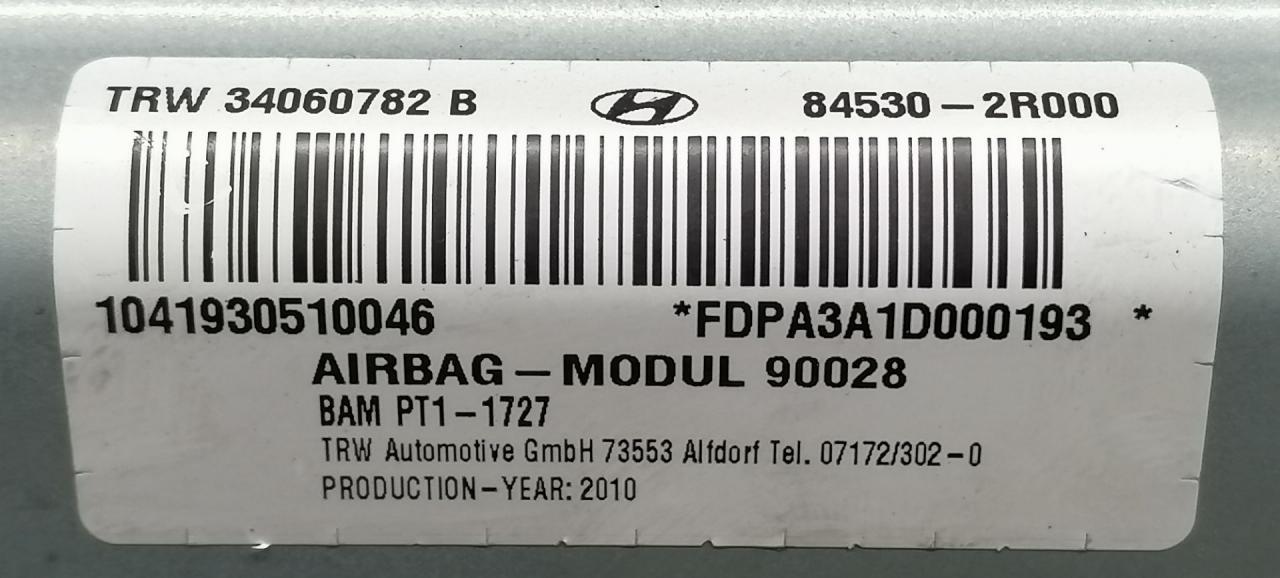 TRW 34060782 B 84530-2R000
1041930510046 *FDPA3A1D000193 *
AIRBAG-MODUL 90028
BAM PT1-1727
TRW Automotive GmbH 73553 Alfdorf Tel. 07172/302-0
PRODUCTION-YEAR: 2010